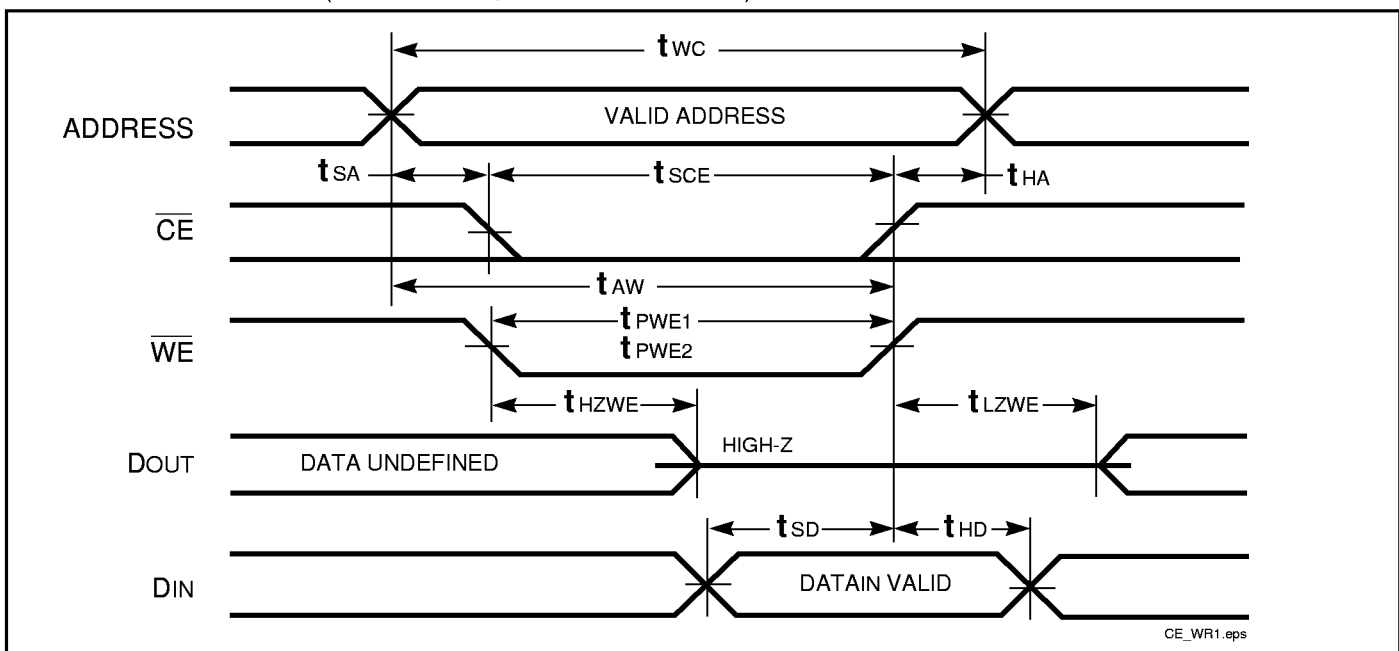 tWC
ADDRESS
VALID ADDRESS
tSA
tSCE
tHA
CE
tAW
WE
tPWE1
tPWE2
tHZWE
tLZWE
DOUT
DATA UNDEFINED
HIGH-Z
tSD
tHD
DIN
DATAIN VALID
CE_WR1.eps